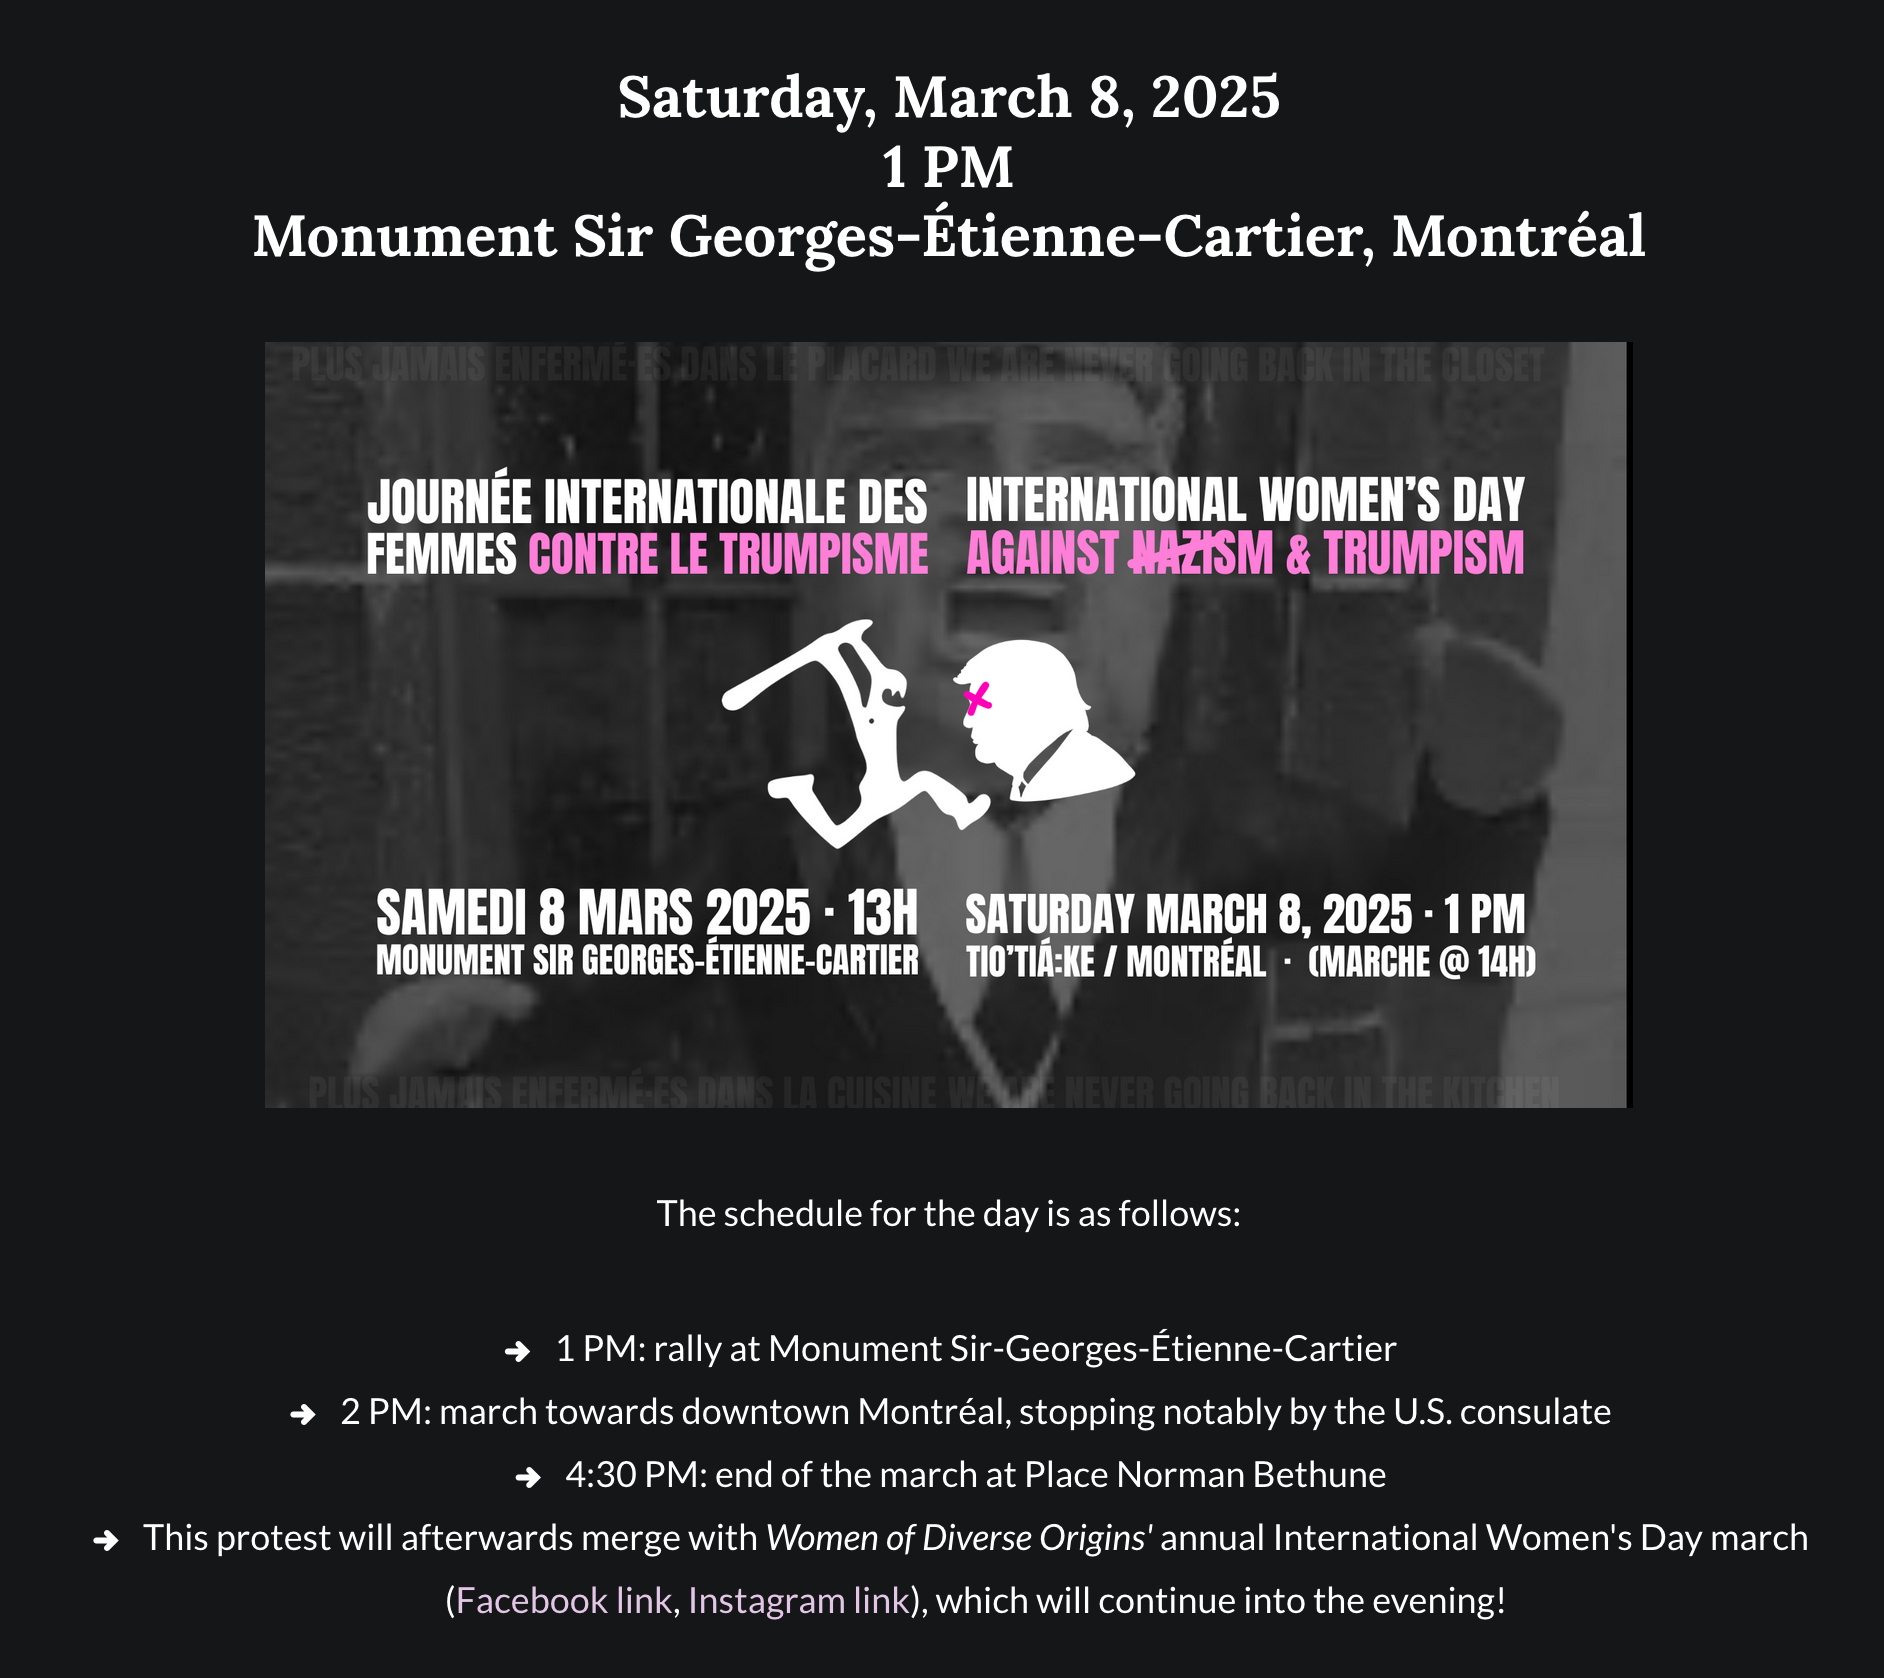 Saturday, March 8, 2025
1 PM
Monument Sir Georges-Étienne-Cartier, Montréal
PLUS JAMAIS ENFERMÉ·ES DANS LE PLACARD WE ARE NEVER GOING BACK IN THE CLOSET
JOURNÉE INTERNATIONALE DES
FEMMES CONTRE LE TRUMPISME
INTERNATIONAL WOMEN'S DAY
AGAINST NAZISM & TRUMPISM
SAMEDI 8 MARS 2025 · 13H
MONUMENT SIR GEORGES-ÉTIENNE-CARTIER
SATURDAY MARCH 8, 2025 · 1 PM
TIO'TIÁ:KE / MONTRÉAL · (MARCHE @ 14H)
PLUS JAMAIS ENFERMÉ·ES DANS LA CUISINE WE ARE NEVER GOING BACK IN THE KITCHEN
The schedule for the day is as follows:
→ 1 PM: rally at Monument Sir-Georges-Étienne-Cartier
→ 2 PM: march towards downtown Montréal, stopping notably by the U.S. consulate
→ 4:30 PM: end of the march at Place Norman Bethune
→ This protest will afterwards merge with Women of Diverse Origins' annual International Women's Day march
(Facebook link, Instagram link), which will continue into the evening!